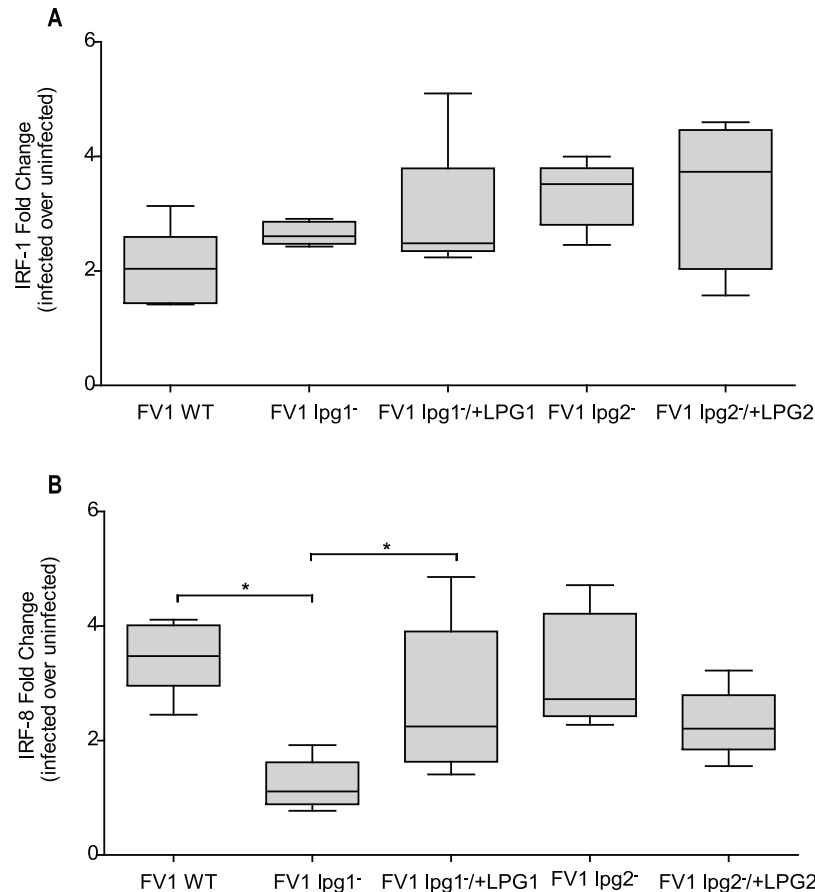 A
6
4
2
0
IRF-1 Fold Change
(infected over uninfected)
FV1 WT
FV1 lpg1-
FV1 lpg1-/+LPG1
FV1 lpg2-
FV1 lpg2-/+LPG2
B
6
4
2
0
IRF-8 Fold Change
(infected over uninfected)
*
*
FV1 WT
FV1 lpg1-
FV1 lpg1-/+LPG1
FV1 lpg2-
FV1 lpg2-/+LPG2